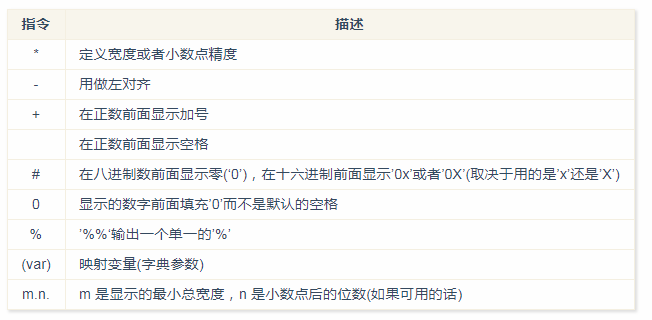 指令 描述
* 定义宽度或者小数点精度
- 用做左对齐
+ 在正数前面显示加号
在正数前面显示空格
# 在八进制数前面显示零('0')，在十六进制前面显示'0x'或者'0X'(取决于用的是'x'还是'X')
0 显示的数字前面填充'0'而不是默认的空格
% '%%'输出一个单一的'%'
(var) 映射变量(字典参数)
m.n. m 是显示的最小总宽度，n 是小数点后的位数(如果可用的话)